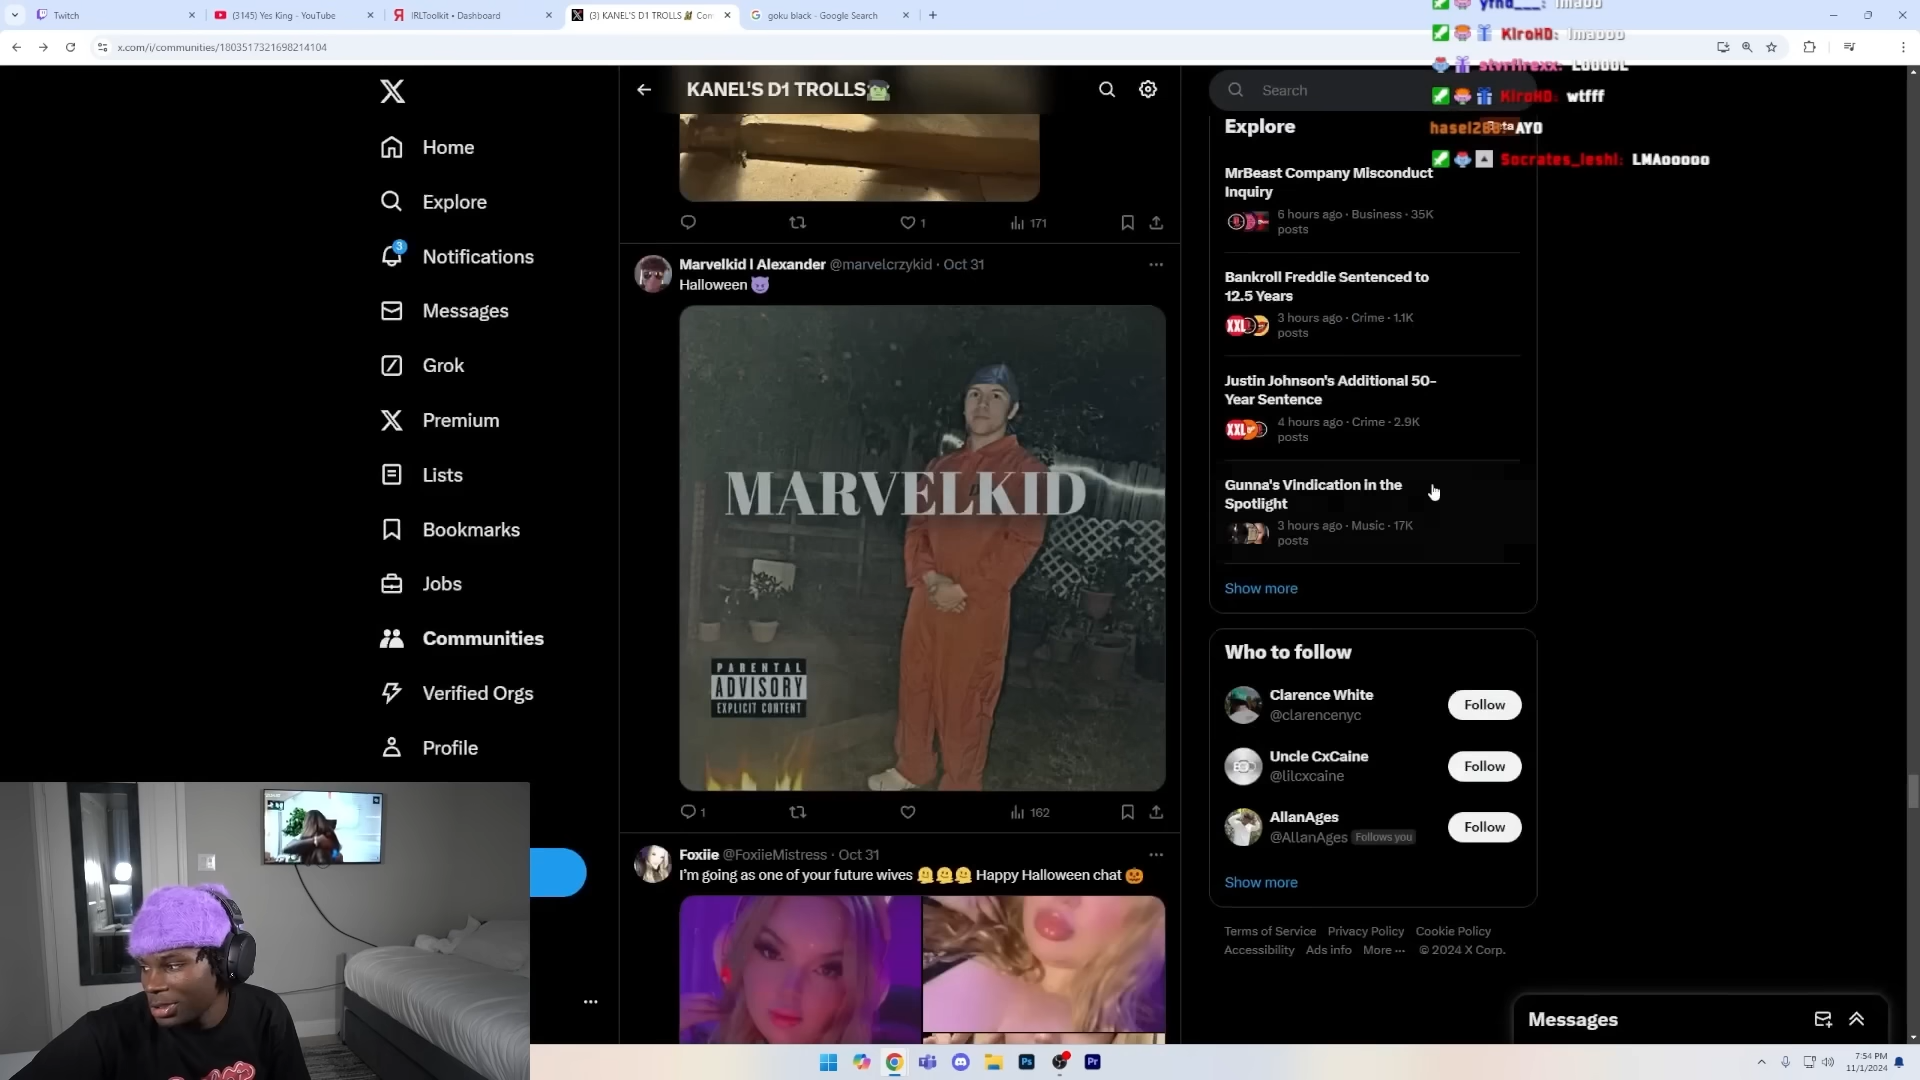 Twitch
(3145) Yes King - YouTube
IRLToolkit • Dashboard
(3) KANEL'S D1 TROLLS🧌 Com
goku black - Google Search
x.com/i/communities/1803517321698214104
Home
Explore
3
Notifications
Messages
Grok
Premium
Lists
Bookmarks
Jobs
Communities
Verified Orgs
Profile
KANEL'S D1 TROLLS🧌
1
171
Marvelkid | Alexander @marvelcrzykid · Oct 31
Halloween 😈
MARVELKID
PARENTAL
ADVISORY
EXPLICIT CONTENT
1
162
Foxiie @FoxiieMistress · Oct 31
I'm going as one of your future wives 🫠🫠🫠 Happy Halloween chat 🎃
Search
Explore
MrBeast Company Misconduct
Inquiry
6 hours ago · Business · 35K
posts
Bankroll Freddie Sentenced to
12.5 Years
XXL
3 hours ago · Crime · 1.1K
posts
Justin Johnson's Additional 50-
Year Sentence
XXL
4 hours ago · Crime · 2.9K
posts
Gunna's Vindication in the
Spotlight
3 hours ago · Music · 17K
posts
Show more
Who to follow
Clarence White
@clarencenyc
Follow
Uncle CxCaine
@lilcxcaine
Follow
AllanAges
@AllanAges Follows you
Follow
Show more
Terms of Service Privacy Policy Cookie Policy
Accessibility Ads info More ··· © 2024 X Corp.
Messages
KiroHD: lmaooo
LOOOOL
KiroHD: wtfff
AYO
Socrates_leshi: LMAooooo
Ps
Pr
7:54 PM
11/1/2024